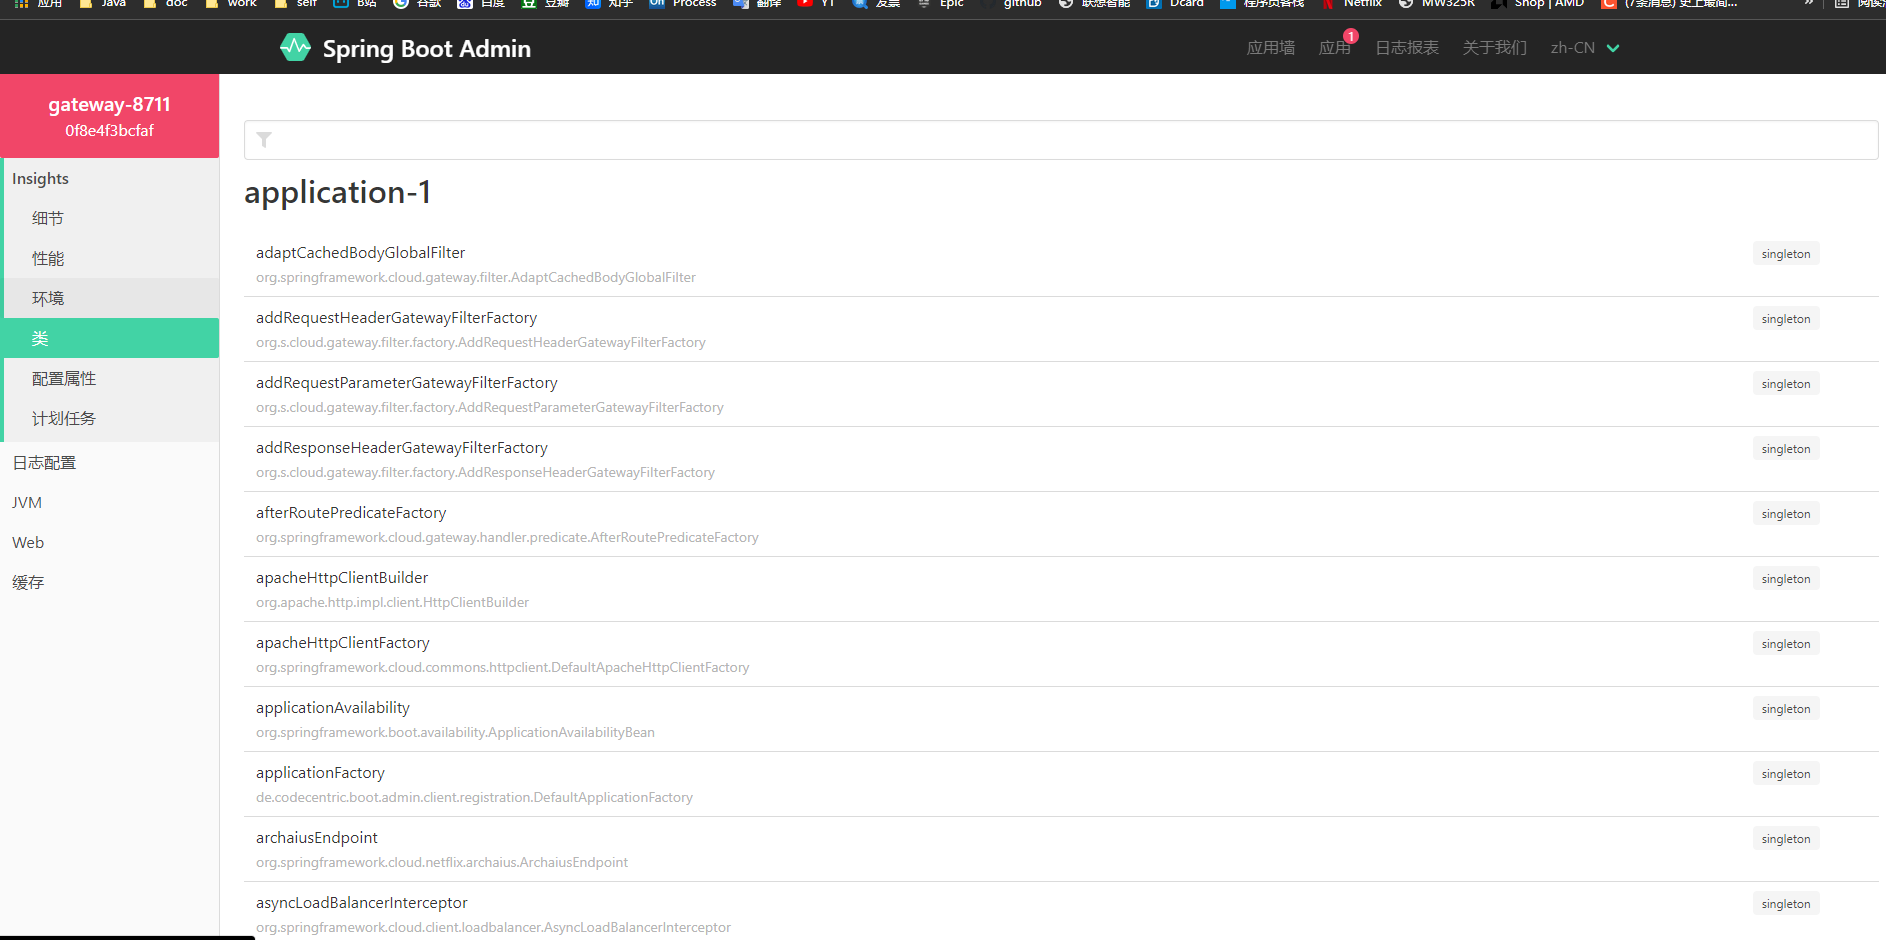 应用 Java doc work self B站 谷歌 百度 豆瓣 知乎 Process 翻译 YT 发票 Epic github 联想智能 Dcard 程序员客栈 Netflix MW325R Shop | AMD (7条消息) 史上最简... »
Spring Boot Admin
应用墙 应用 1 日志报表 关于我们 zh-CN
gateway-8711
0f8e4f3bcfaf
Insights
细节
性能
环境
类
配置属性
计划任务
日志配置
JVM
Web
缓存
application-1
adaptCachedBodyGlobalFilter singleton
org.springframework.cloud.gateway.filter.AdaptCachedBodyGlobalFilter
addRequestHeaderGatewayFilterFactory singleton
org.s.cloud.gateway.filter.factory.AddRequestHeaderGatewayFilterFactory
addRequestParameterGatewayFilterFactory singleton
org.s.cloud.gateway.filter.factory.AddRequestParameterGatewayFilterFactory
addResponseHeaderGatewayFilterFactory singleton
org.s.cloud.gateway.filter.factory.AddResponseHeaderGatewayFilterFactory
afterRoutePredicateFactory singleton
org.springframework.cloud.gateway.handler.predicate.AfterRoutePredicateFactory
apacheHttpClientBuilder singleton
org.apache.http.impl.client.HttpClientBuilder
apacheHttpClientFactory singleton
org.springframework.cloud.commons.httpclient.DefaultApacheHttpClientFactory
applicationAvailability singleton
org.springframework.boot.availability.ApplicationAvailabilityBean
applicationFactory singleton
de.codecentric.boot.admin.client.registration.DefaultApplicationFactory
archaiusEndpoint singleton
org.springframework.cloud.netflix.archaius.ArchaiusEndpoint
asyncLoadBalancerInterceptor singleton
org.springframework.cloud.client.loadbalancer.AsyncLoadBalancerInterceptor